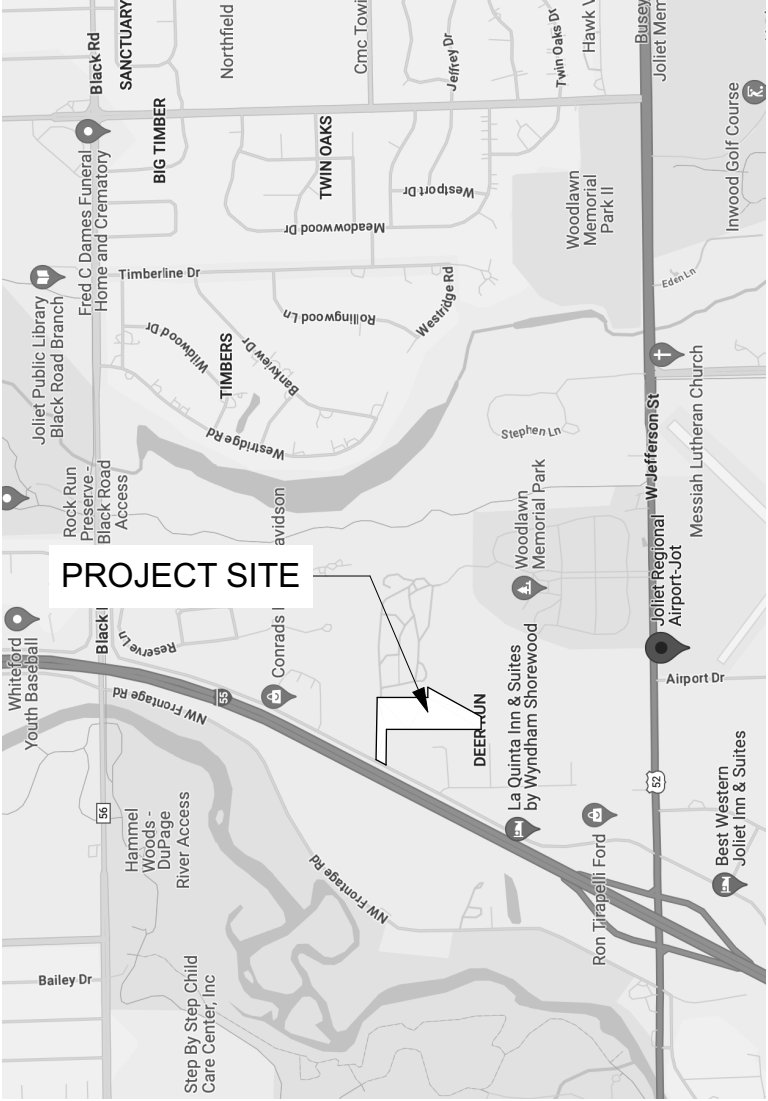 Black Rd
SANCTUARY
Northfield
Cmc Towi
Jeffrey Dr
Twin Oaks Dr
Hawk V
Busey
Joliet Mem
Fred C Dames Funeral
Home and Crematory
BIG TIMBER
TWIN OAKS
Westport Dr
Meadowwood Dr
Woodlawn
Memorial
Park II
Inwood Golf Course
Joliet Public Library
Black Road Branch
Timberline Dr
Wildwood Dr
TIMBERS
Bankview Dr
Rollingwood Ln
Westridge Rd
Eden Ln
Westridge Rd
Stephen Ln
W Jefferson St
Messiah Lutheran Church
Rock Run
Preserve -
Black Road
Access
PROJECT SITE
Woodlawn
Memorial Park
Joliet Regional
Airport-Jot
Whiteford
Youth Baseball
Black
Reserve Ln
Conrads
avidson
NW Frontage Rd
55
DEER RUN
La Quinta Inn & Suites
by Wyndham Shorewood
Airport Dr
56
Hammel
Woods -
DuPage
River Access
52
NW Frontage Rd
Ron Tirapelli Ford
Best Western
Joliet Inn & Suites
Bailey Dr
Step By Step Child
Care Center, Inc